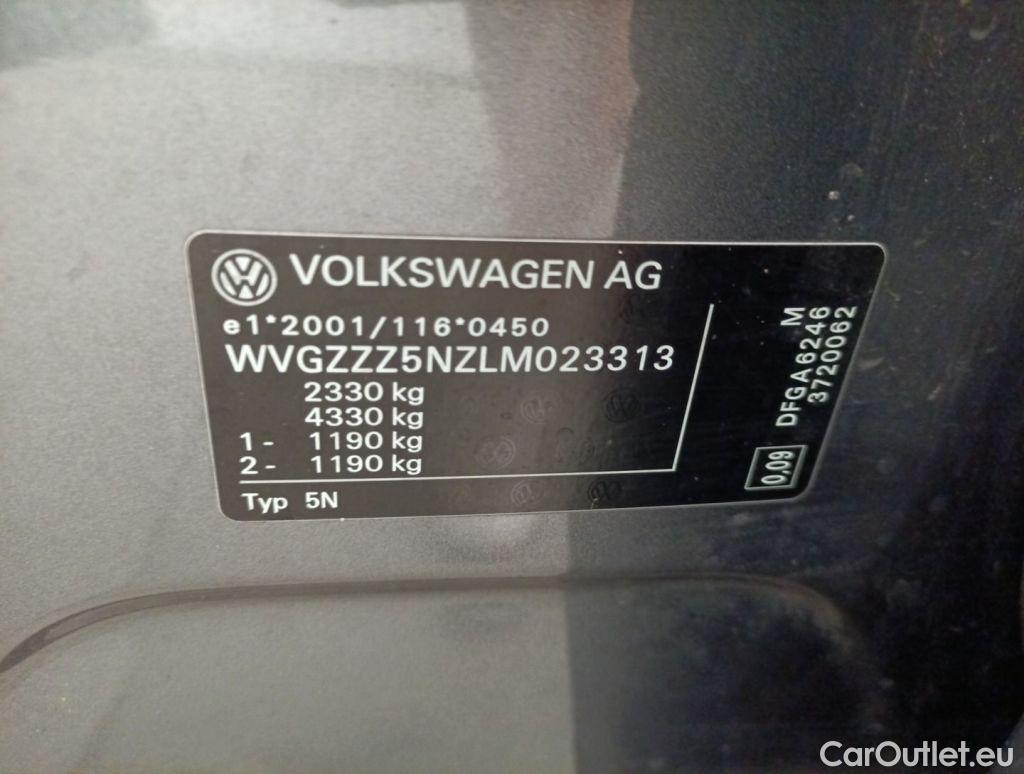 VOLKSWAGEN AG
e1*2001/116*0450
WVGZZZ5NZLM023313
2330 kg
4330 kg
1 - 1190 kg
2 - 1190 kg
Typ 5N
M
DFGA6246
3720062
0,09
CarOutlet.eu